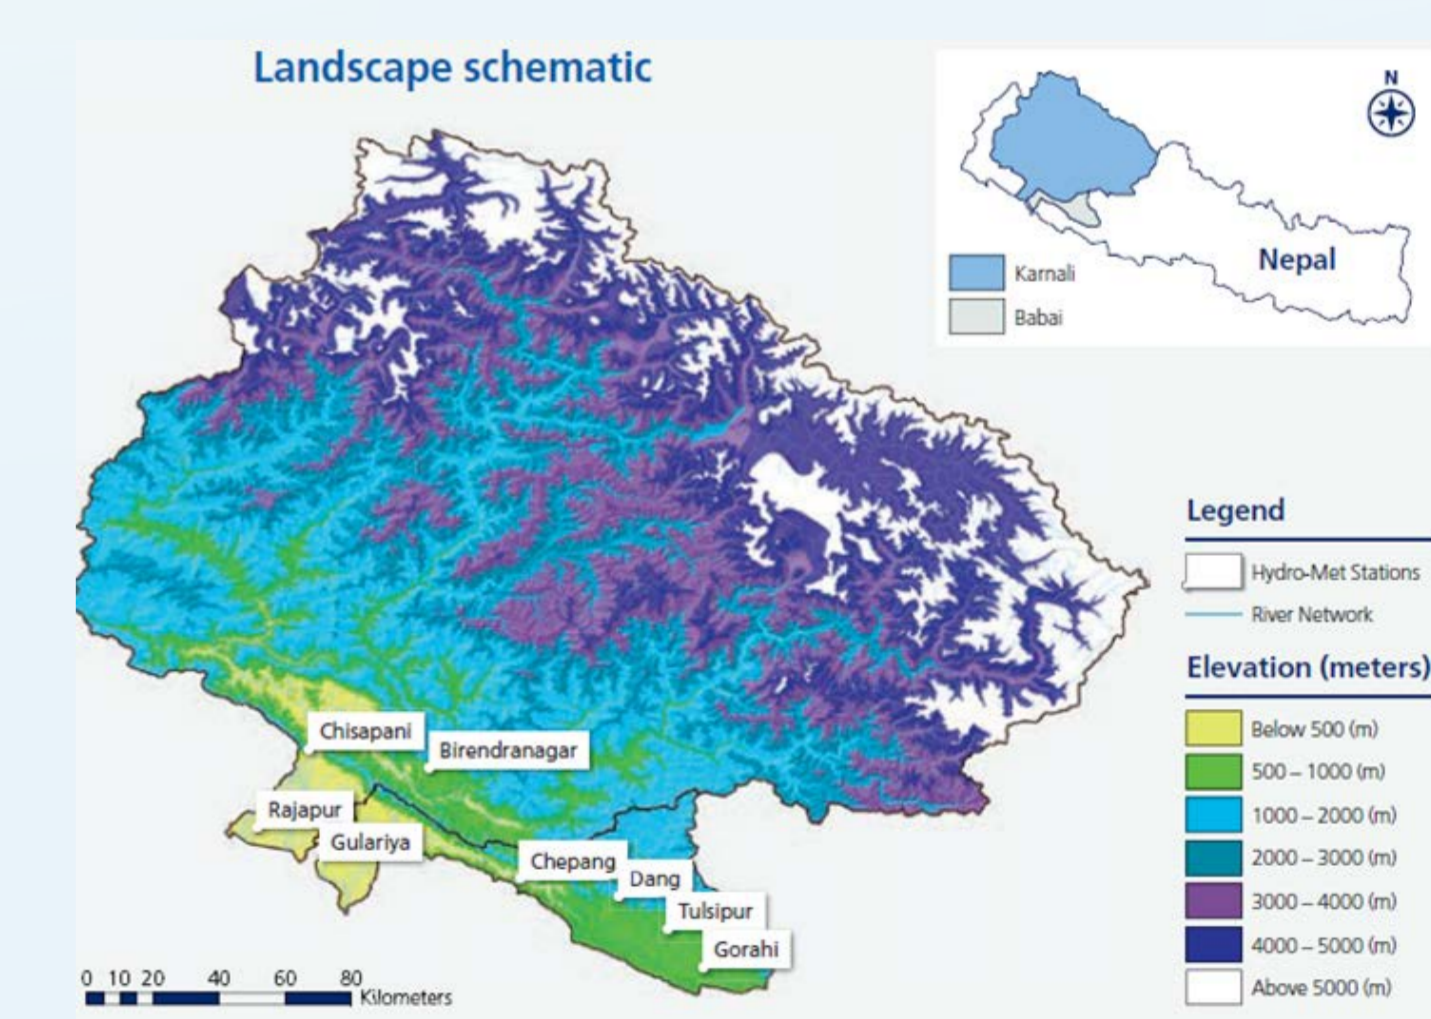 Landscape schematic
N
Nepal
Karnali
Babai
Chisapani
Birendranagar
Rajapur
Gulariya
Chepang
Dang
Tulsipur
Gorahi
0 10 20 40 60 80
Kilometers
Legend
Hydro-Met Stations
River Network
Elevation (meters)
Below 500 (m)
500 – 1000 (m)
1000 – 2000 (m)
2000 – 3000 (m)
3000 – 4000 (m)
4000 – 5000 (m)
Above 5000 (m)